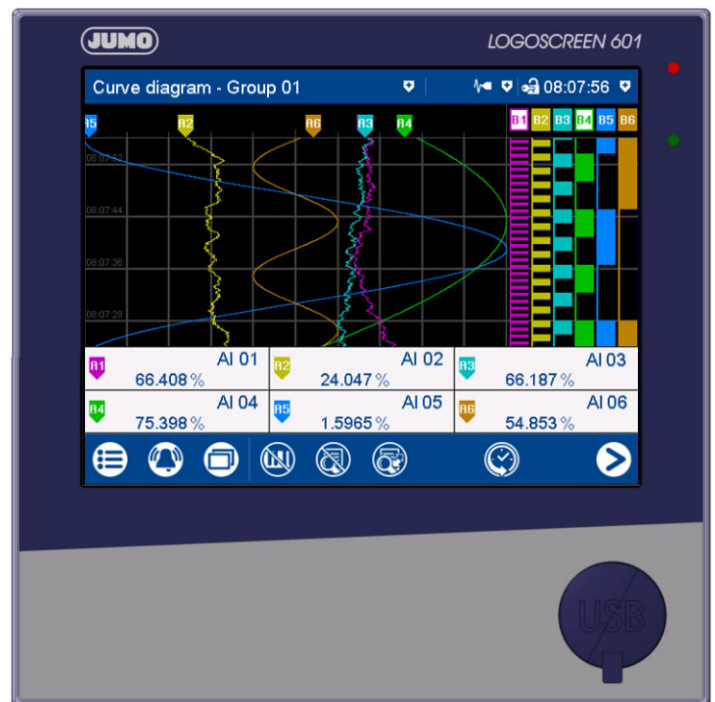 JUMO
LOGOSCREEN 601
Curve diagram - Group 01
08:07:56
A5 A2 A6 A3 A4 B1 B2 B3 B4 B5 B6
08:07:52
08:07:44
08:07:36
08:07:28
A1 AI 01 A2 AI 02 A3 AI 03
66.408 % 24.047 % 66.187 %
A4 AI 04 A5 AI 05 A6 AI 06
75.398 % 1.5965 % 54.853 %
USB